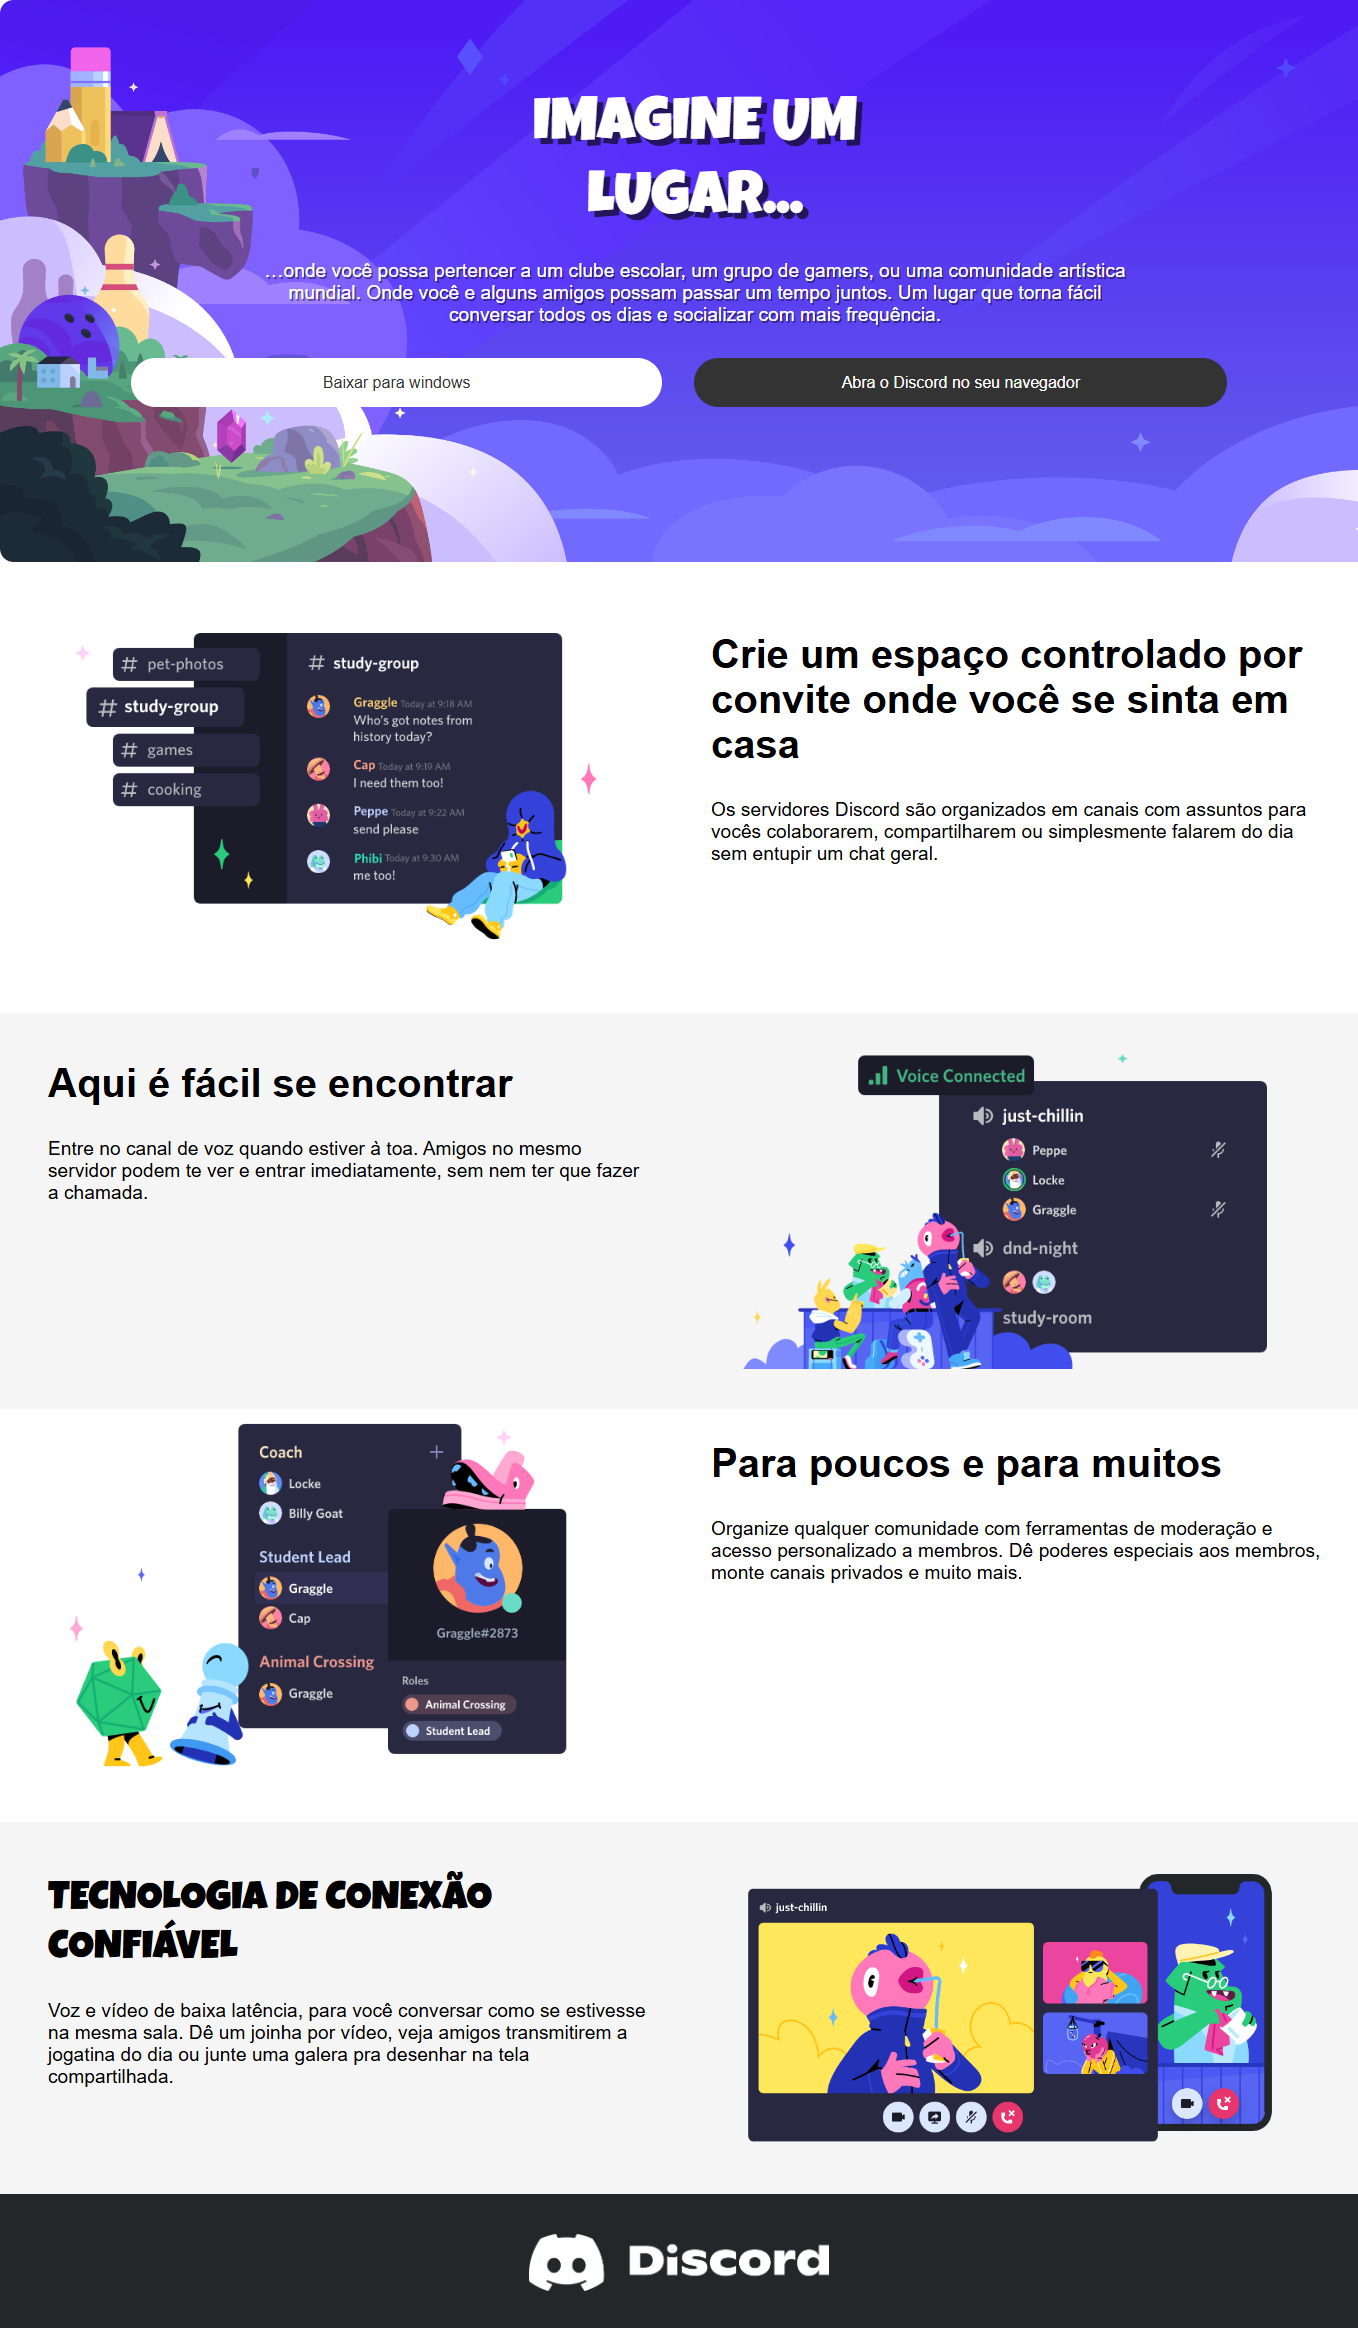 IMAGINE UM
LUGAR...
...onde você possa pertencer a um clube escolar, um grupo de gamers, ou uma comunidade artística
mundial. Onde você e alguns amigos possam passar um tempo juntos. Um lugar que torna fácil
conversar todos os dias e socializar com mais frequência.
Baixar para windows
Abra o Discord no seu navegador
# pet-photos
# study-group
# games
# cooking
# study-group
Graggle Today at 9:18 AM
Who's got notes from
history today?
Cap Today at 9:19 AM
I need them too!
Peppe Today at 9:22 AM
send please
Phibi Today at 9:30 AM
me too!
Crie um espaço controlado por
convite onde você se sinta em
casa
Os servidores Discord são organizados em canais com assuntos para
vocês colaborarem, compartilharem ou simplesmente falarem do dia
sem entupir um chat geral.
Aqui é fácil se encontrar
Entre no canal de voz quando estiver à toa. Amigos no mesmo
servidor podem te ver e entrar imediatamente, sem nem ter que fazer
a chamada.
Voice Connected
just-chillin
Peppe
Locke
Graggle
dnd-night
study-room
Coach
Locke
Billy Goat
Student Lead
Graggle
Cap
Animal Crossing
Graggle
Graggle#2873
Roles
Animal Crossing
Student Lead
Para poucos e para muitos
Organize qualquer comunidade com ferramentas de moderação e
acesso personalizado a membros. Dê poderes especiais aos membros,
monte canais privados e muito mais.
TECNOLOGIA DE CONEXÃO
CONFIÁVEL
Voz e vídeo de baixa latência, para você conversar como se estivesse
na mesma sala. Dê um joinha por vídeo, veja amigos transmitirem a
jogatina do dia ou junte uma galera pra desenhar na tela
compartilhada.
just-chillin
Discord